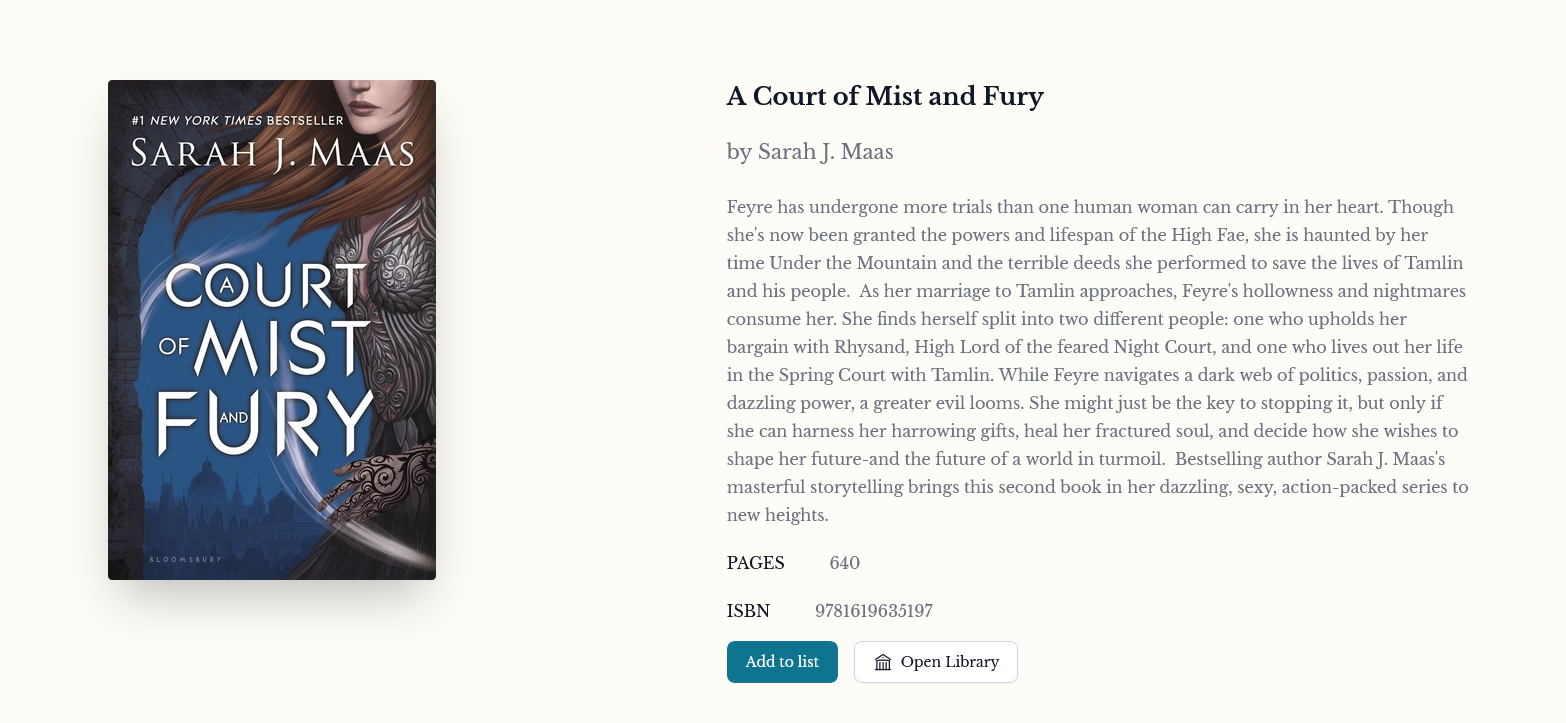 #1 NEW YORK TIMES BESTSELLER
SARAH J. MAAS
A COURT
OF MIST
AND FURY
BLOOMSBURY
A Court of Mist and Fury
by Sarah J. Maas
Feyre has undergone more trials than one human woman can carry in her heart. Though
she's now been granted the powers and lifespan of the High Fae, she is haunted by her
time Under the Mountain and the terrible deeds she performed to save the lives of Tamlin
and his people.  As her marriage to Tamlin approaches, Feyre's hollowness and nightmares
consume her. She finds herself split into two different people: one who upholds her
bargain with Rhysand, High Lord of the feared Night Court, and one who lives out her life
in the Spring Court with Tamlin. While Feyre navigates a dark web of politics, passion, and
dazzling power, a greater evil looms. She might just be the key to stopping it, but only if
she can harness her harrowing gifts, heal her fractured soul, and decide how she wishes to
shape her future-and the future of a world in turmoil.  Bestselling author Sarah J. Maas's
masterful storytelling brings this second book in her dazzling, sexy, action-packed series to
new heights.
PAGES 640
ISBN 9781619635197
Add to list Open Library